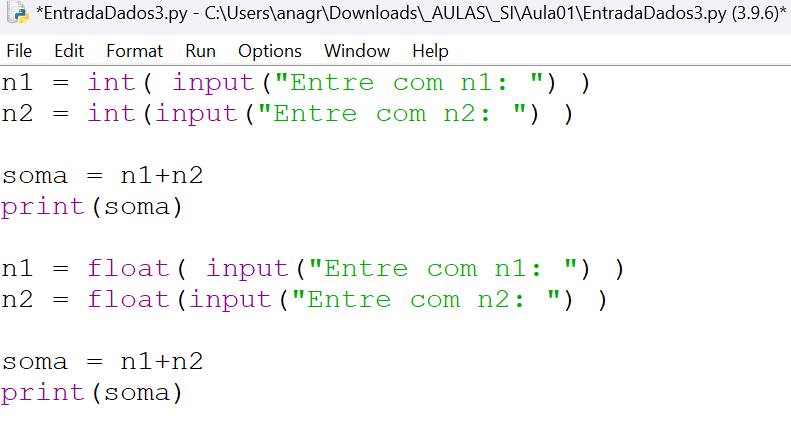 *EntradaDados3.py - C:\Users\anagr\Downloads\_AULAS\_SI\Aula01\EntradaDados3.py (3.9.6)*
File Edit Format Run Options Window Help
n1 = int( input("Entre com n1: ") )
n2 = int(input("Entre com n2: ") )
soma = n1+n2
print(soma)
n1 = float( input("Entre com n1: ") )
n2 = float(input("Entre com n2: ") )
soma = n1+n2
print(soma)